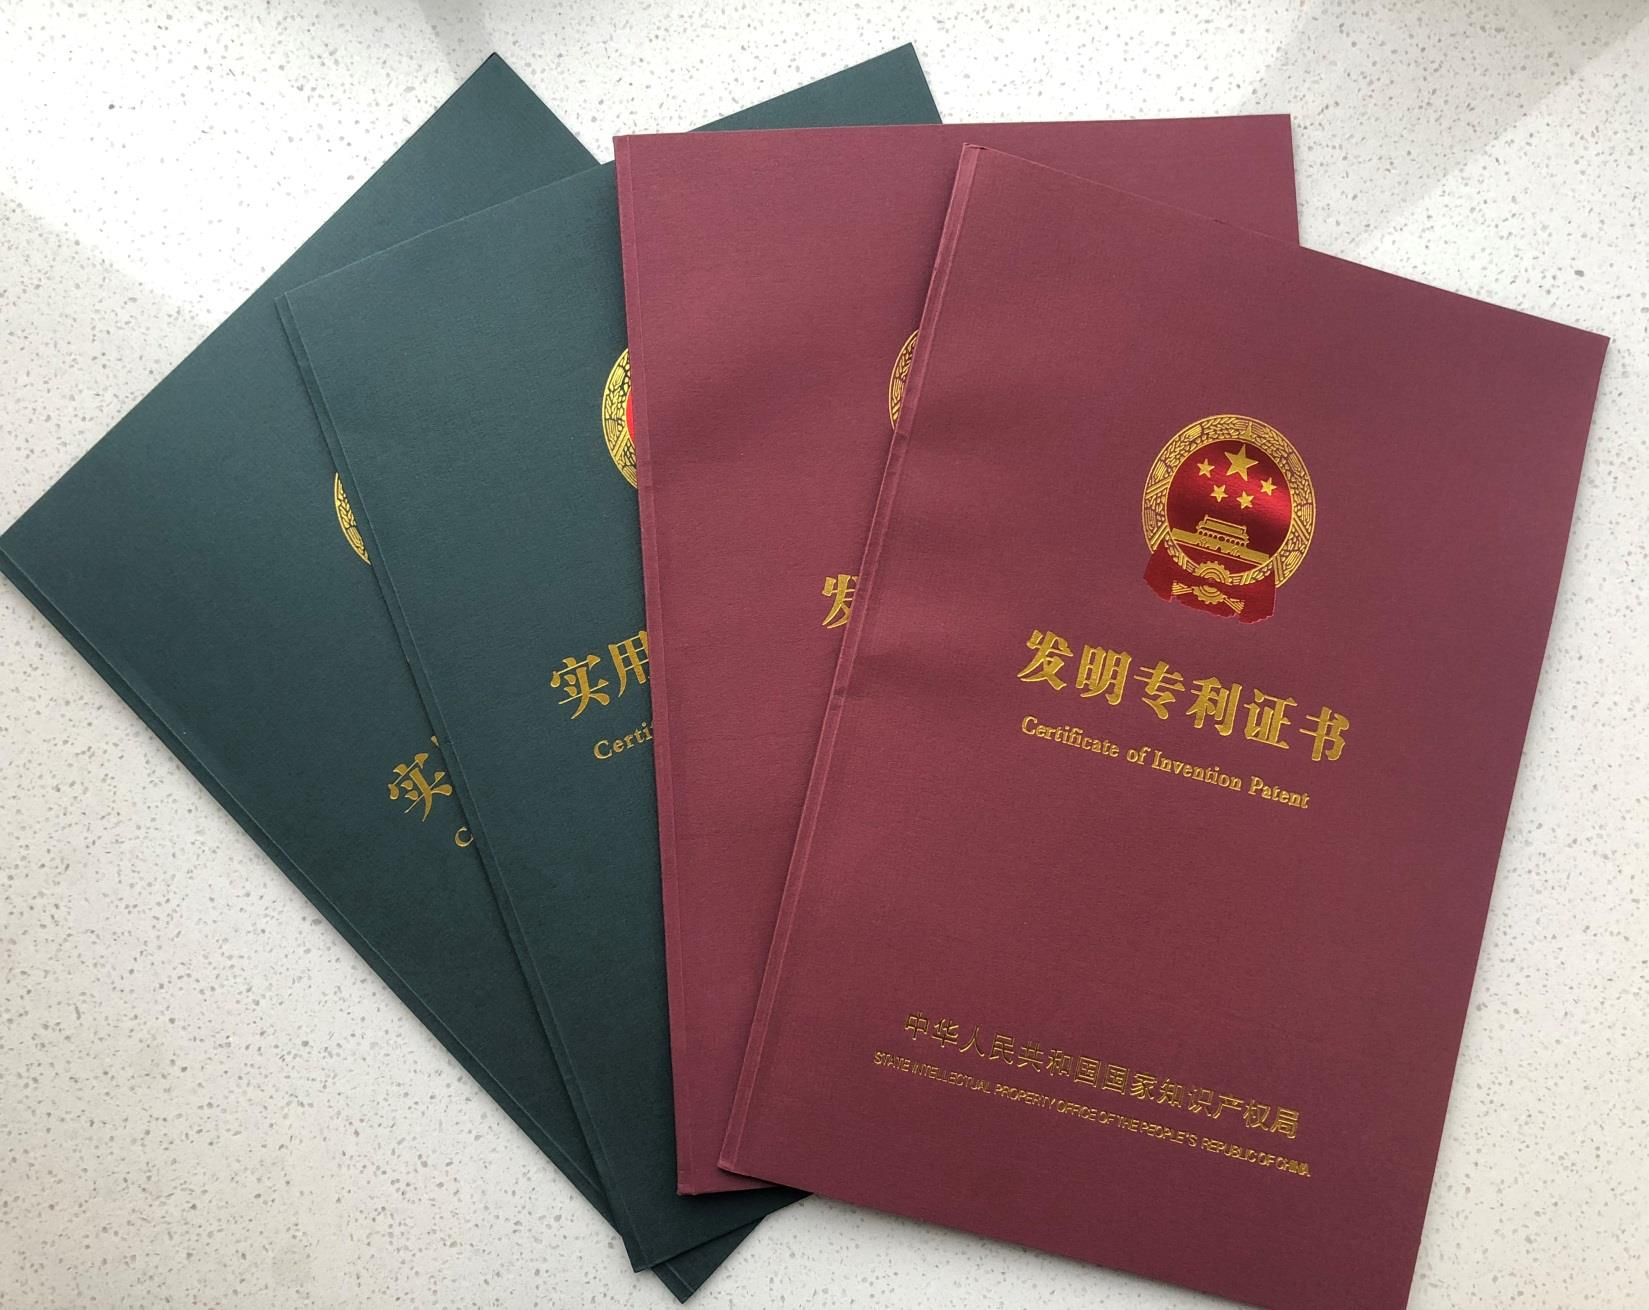 发明专利证书
Certificate of Invention Patent
中华人民共和国国家知识产权局
STATE INTELLECTUAL PROPERTY OFFICE OF THE PEOPLE'S REPUBLIC OF CHINA
发
实用
Certi
实
C